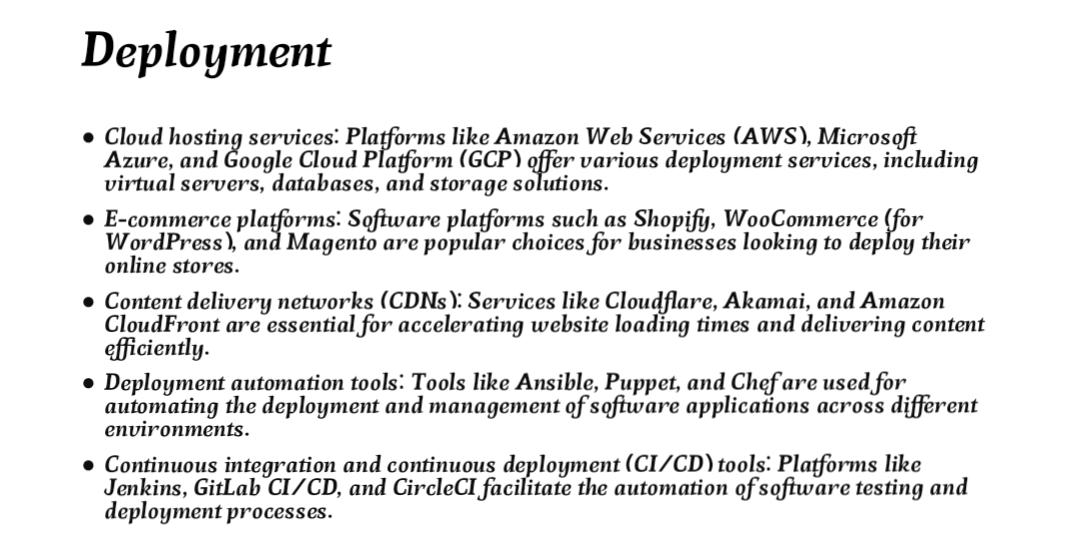 Deployment
● Cloud hosting services: Platforms like Amazon Web Services (AWS), Microsoft
Azure, and Google Cloud Platform (GCP) offer various deployment services, including
virtual servers, databases, and storage solutions.
● E-commerce platforms: Software platforms such as Shopify, WooCommerce (for
WordPress), and Magento are popular choices for businesses looking to deploy their
online stores.
● Content delivery networks (CDNs): Services like Cloudflare, Akamai, and Amazon
CloudFront are essential for accelerating website loading times and delivering content
efficiently.
● Deployment automation tools: Tools like Ansible, Puppet, and Chef are used for
automating the deployment and management of software applications across different
environments.
● Continuous integration and continuous deployment (CI/CD) tools: Platforms like
Jenkins, GitLab CI/CD, and CircleCI facilitate the automation of software testing and
deployment processes.